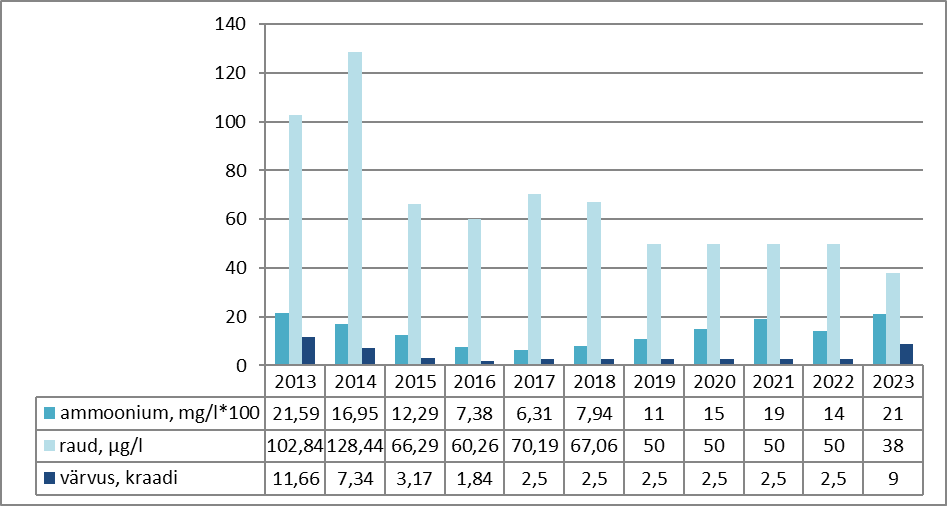 140
120
100
80
60
40
20
0
2013 2014 2015 2016 2017 2018 2019 2020 2021 2022 2023
ammoonium, mg/l*100 21,59 16,95 12,29 7,38 6,31 7,94 11 15 19 14 21
raud, µg/l 102,84 128,44 66,29 60,26 70,19 67,06 50 50 50 50 38
värvus, kraadi 11,66 7,34 3,17 1,84 2,5 2,5 2,5 2,5 2,5 2,5 9